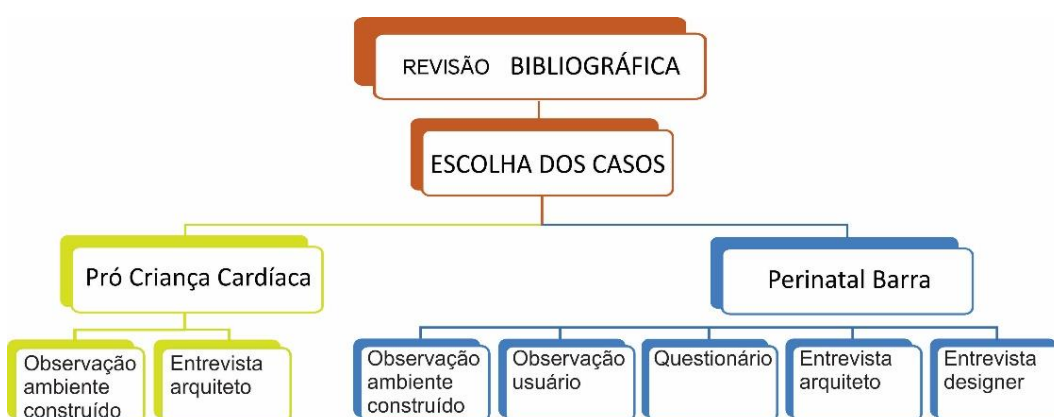 REVISÃO BIBLIOGRÁFICA
ESCOLHA DOS CASOS
Pró Criança Cardíaca
Perinatal Barra
Observação
ambiente
construído
Entrevista
arquiteto
Observação
ambiente
construído
Observação
usuário
Questionário
Entrevista
arquiteto
Entrevista
designer